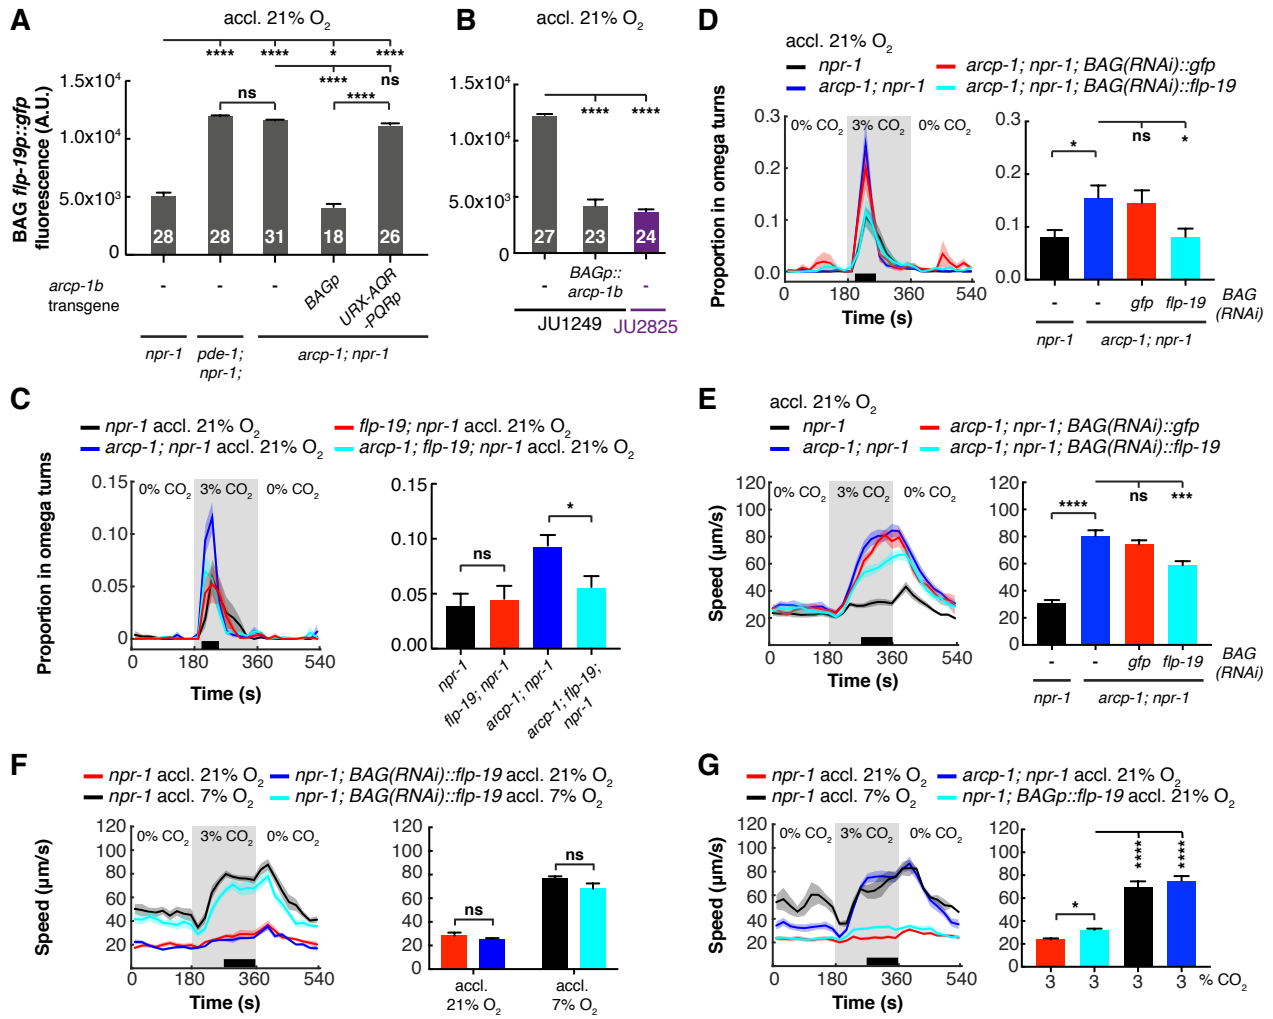 A
accl. 21% O2
**** **** * ****
**** ns
ns ****
BAG flp-19p::gfp
fluorescence (A.U.)
1.5x10^4
1.0x10^4
5.0x10^3
0
28 28 31 18 26
arcp-1b
transgene
- - - BAGp URX-AQR
-PQRp
npr-1 pde-1; arcp-1; npr-1
npr-1;
B
accl. 21% O2
**** ****
1.5x10^4
1.0x10^4
5.0x10^3
0
27 23 24
- BAGp:: -
arcp-1b
JU1249 JU2825
C
npr-1 accl. 21% O2
flp-19; npr-1 accl. 21% O2
arcp-1; npr-1 accl. 21% O2
arcp-1; flp-19; npr-1 accl. 21% O2
Proportion in omega turns
0% CO2 3% CO2 0% CO2
0.15
0.10
0.05
0
0 180 360 540
Time (s)
0.15
0.10
0.05
0.00
ns *
npr-1
flp-19; npr-1
arcp-1; npr-1
arcp-1; flp-19;
npr-1
D
accl. 21% O2
npr-1
arcp-1; npr-1; BAG(RNAi)::gfp
arcp-1; npr-1
arcp-1; npr-1; BAG(RNAi)::flp-19
Proportion in omega turns
0% CO2 3% CO2 0% CO2
0.3
0.2
0.1
0.0
0 180 360 540
Time (s)
0.3
0.2
0.1
0.0
* ns *
- - gfp flp-19 BAG
(RNAi)
npr-1 arcp-1; npr-1
E
accl. 21% O2
npr-1
arcp-1; npr-1; BAG(RNAi)::gfp
arcp-1; npr-1
arcp-1; npr-1; BAG(RNAi)::flp-19
Speed (µm/s)
0% CO2 3% CO2 0% CO2
120
100
80
60
40
20
0 180 360 540
Time (s)
120
100
80
60
40
20
0
**** ns ***
- - gfp flp-19 BAG
(RNAi)
npr-1 arcp-1; npr-1
F
npr-1 accl. 21% O2
npr-1; BAG(RNAi)::flp-19 accl. 21% O2
npr-1 accl. 7% O2
npr-1; BAG(RNAi)::flp-19 accl. 7% O2
Speed (µm/s)
0% CO2 3% CO2 0% CO2
120
100
80
60
40
20
0 180 360 540
Time (s)
120
100
80
60
40
20
0
ns ns
accl. accl.
21% O2 7% O2
G
npr-1 accl. 21% O2
arcp-1; npr-1 accl. 21% O2
npr-1 accl. 7% O2
npr-1; BAGp::flp-19 accl. 21% O2
Speed (µm/s)
0% CO2 3% CO2 0% CO2
120
100
80
60
40
20
0 180 360 540
Time (s)
120
100
80
60
40
20
0
* **** ****
3 3 3 3 % CO2